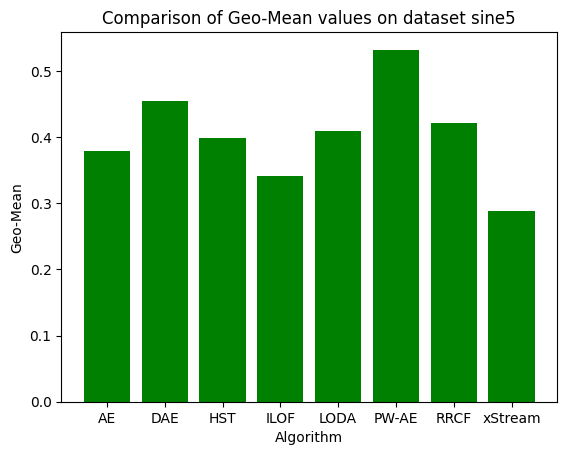 Comparison of Geo-Mean values on dataset sine5
Geo-Mean
0.5
0.4
0.3
0.2
0.1
0.0
AE DAE HST ILOF LODA PW-AE RRCF xStream
Algorithm